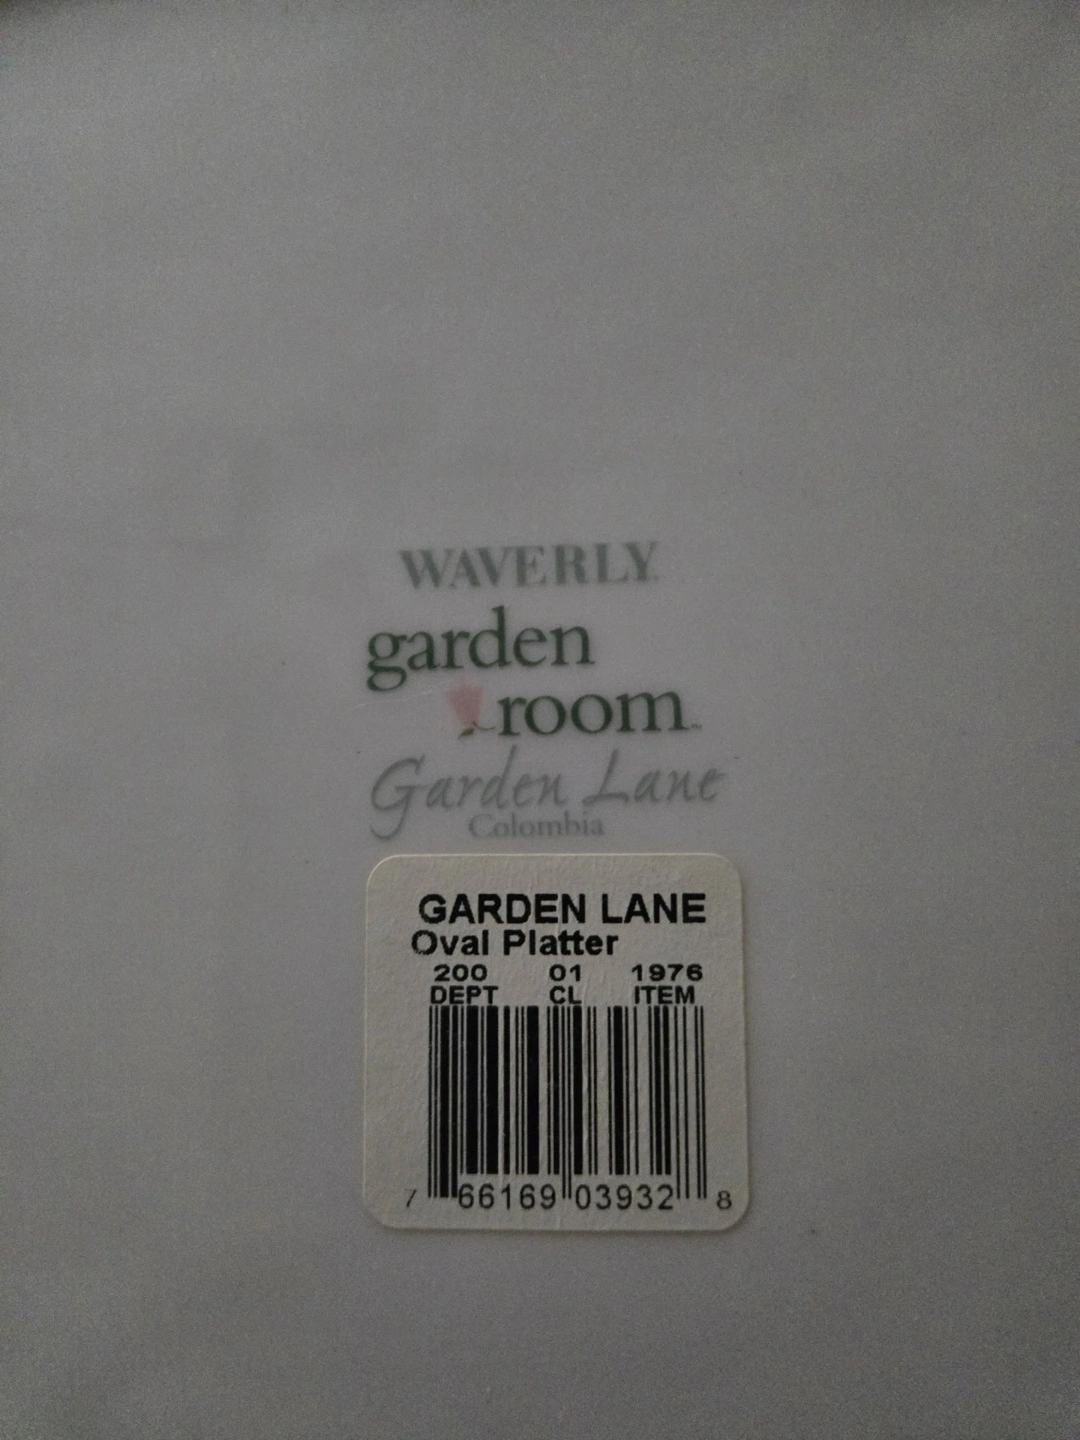 WAVERLY
garden
room™
Garden Lane
Colombia
GARDEN LANE
Oval Platter
200 01 1976
DEPT CL ITEM
7 66169 03932 8